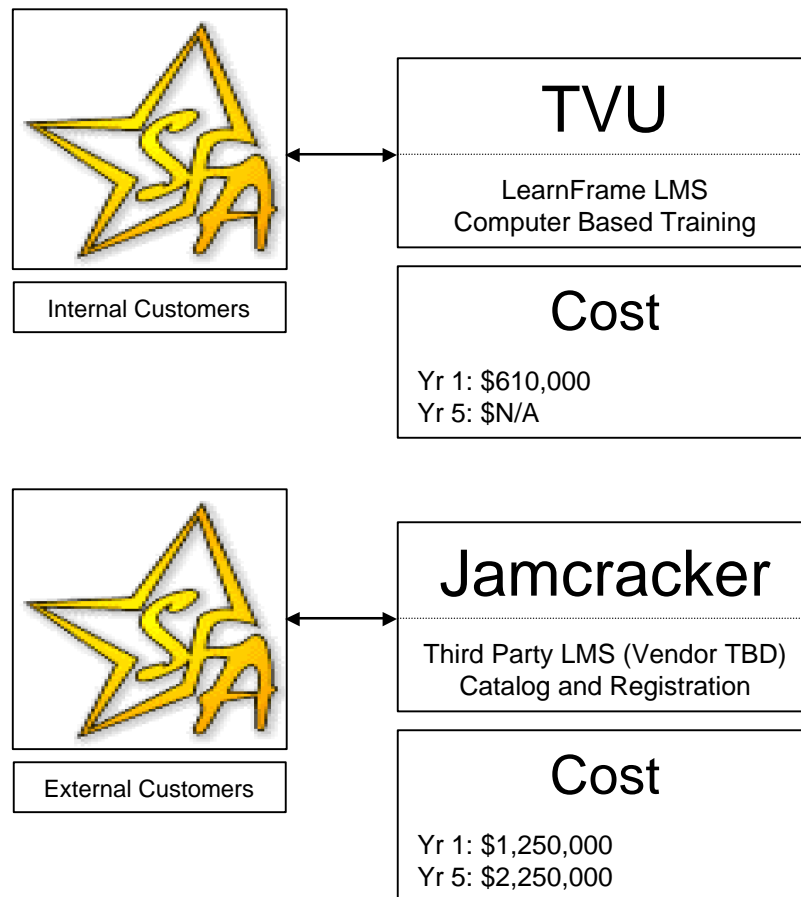 SFA
TVU
LearnFrame LMS
Computer Based Training
Internal Customers
Cost
Yr 1: $610,000
Yr 5: $N/A
SFA
Jamcracker
Third Party LMS (Vendor TBD)
Catalog and Registration
External Customers
Cost
Yr 1: $1,250,000
Yr 5: $2,250,000